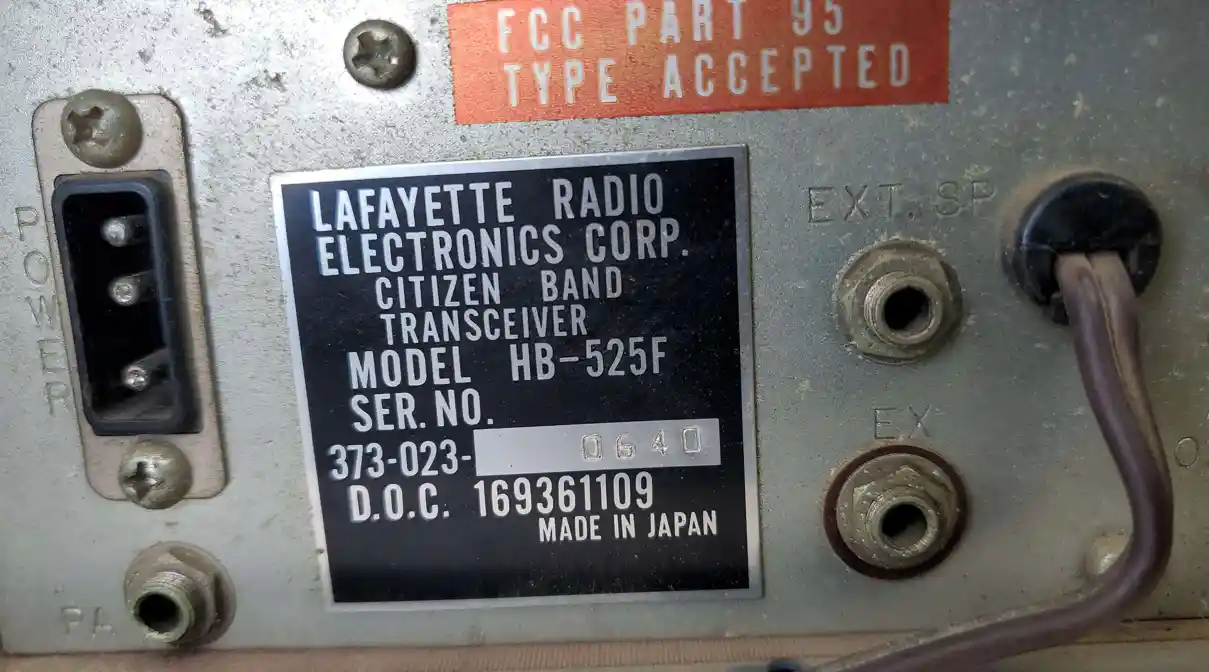 FCC PART 95
TYPE ACCEPTED
POWER
LAFAYETTE RADIO
ELECTRONICS CORP.
CITIZEN BAND
TRANSCEIVER
MODEL HB-525F
SER. NO.
373-023- 0640
D.O.C. 169361109
MADE IN JAPAN
EXT. SP
EX
PA